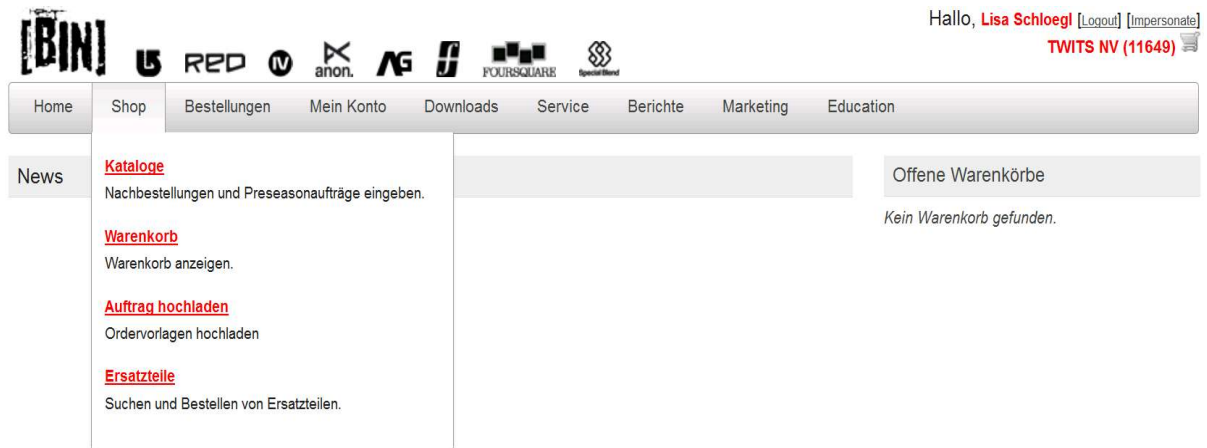 [BIN]
RED anon. AG FOURSQUARE Special Blend
Hallo, Lisa Schloegl [Logout] [Impersonate]
TWITS NV (11649)
Home Shop Bestellungen Mein Konto Downloads Service Berichte Marketing Education
News
Kataloge
Nachbestellungen und Preseasonaufträge eingeben.
Warenkorb
Warenkorb anzeigen.
Auftrag hochladen
Ordervorlagen hochladen
Ersatzteile
Suchen und Bestellen von Ersatzteilen.
Offene Warenkörbe
Kein Warenkorb gefunden.